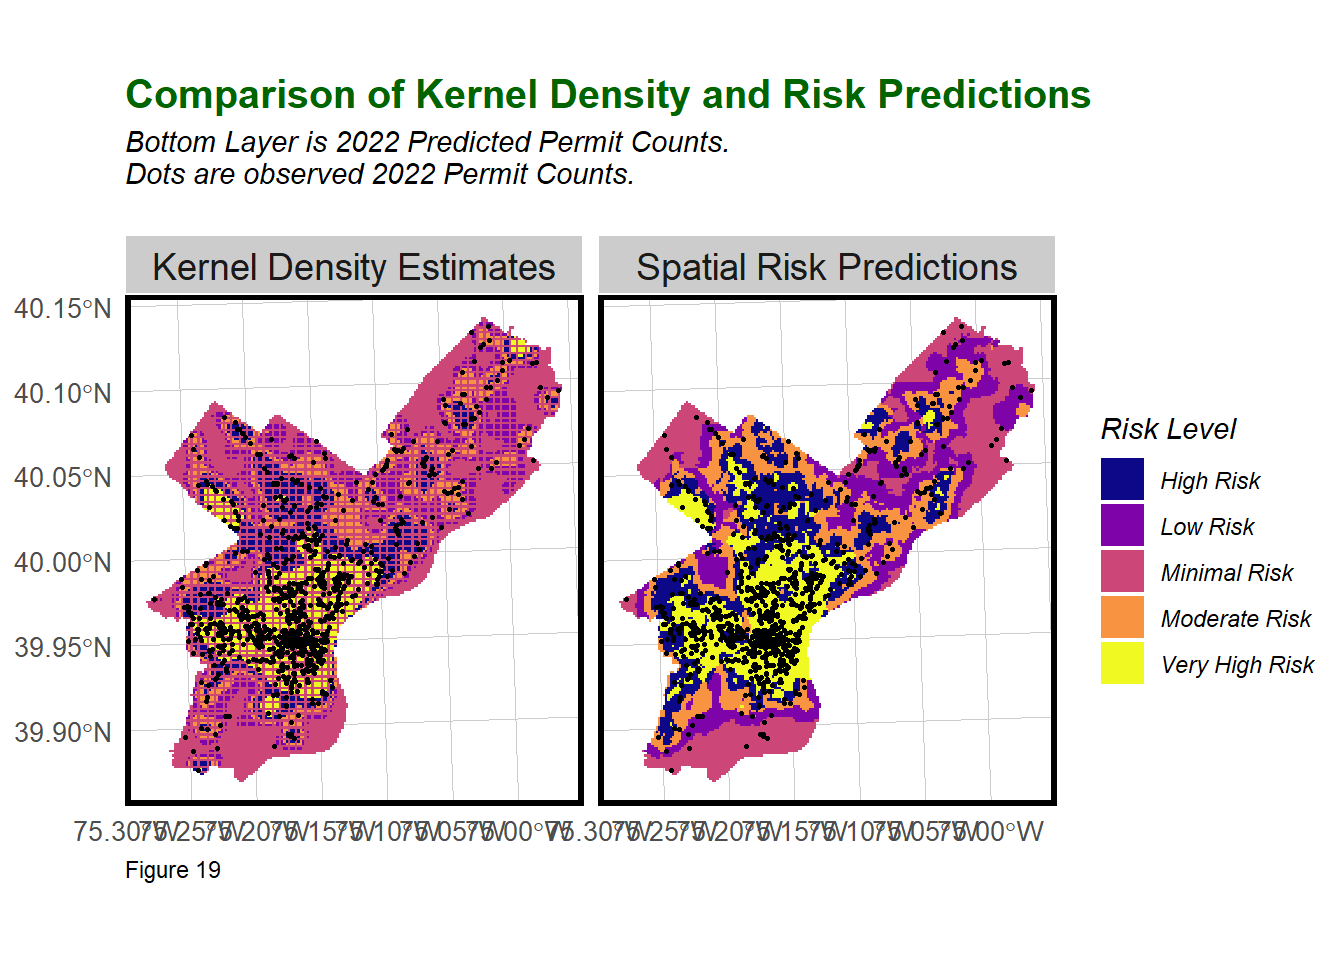 Comparison of Kernel Density and Risk Predictions
Bottom Layer is 2022 Predicted Permit Counts.
Dots are observed 2022 Permit Counts.
Kernel Density Estimates
Spatial Risk Predictions
40.15°N
40.10°N
40.05°N
40.00°N
39.95°N
39.90°N
75.30°W 75.25°W 75.20°W 75.15°W 75.10°W 75.05°W 75.00°W
75.30°W 75.25°W 75.20°W 75.15°W 75.10°W 75.05°W 75.00°W
Risk Level
High Risk
Low Risk
Minimal Risk
Moderate Risk
Very High Risk
Figure 19